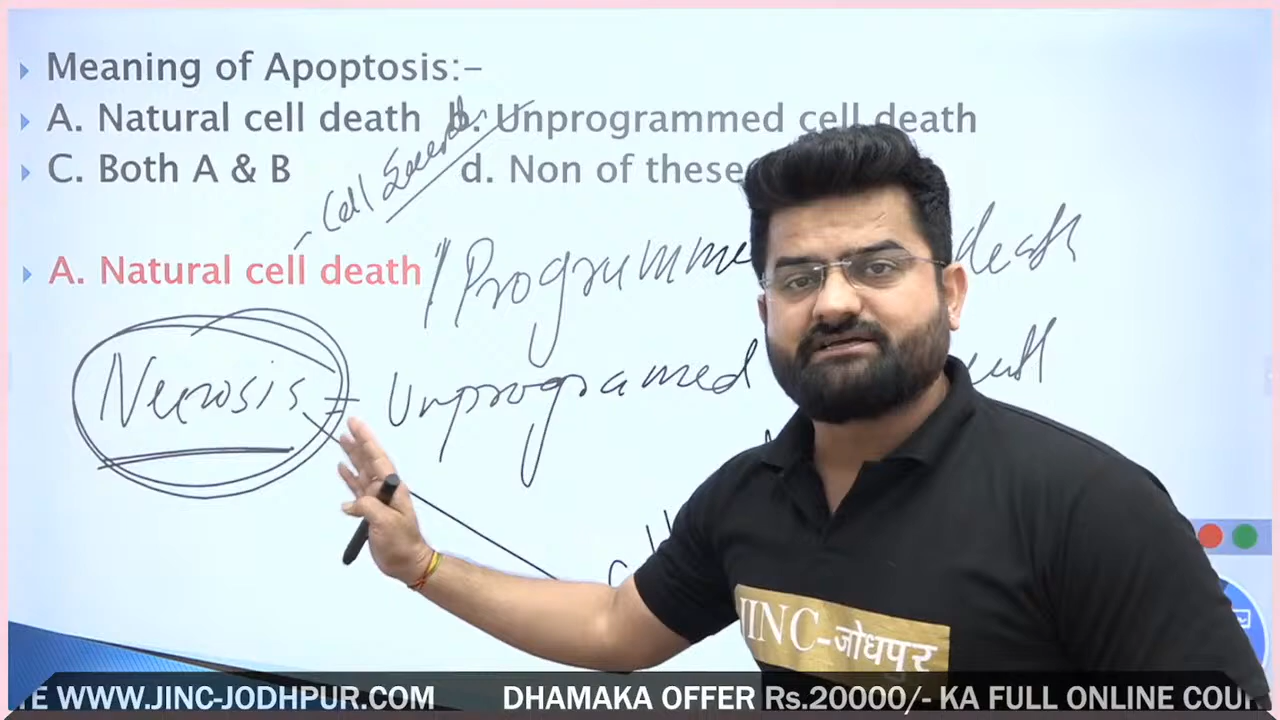 Meaning of Apoptosis:-
A. Natural cell death b. Unprogrammed cell death
C. Both A & B d. Non of these
Cell
A. Natural cell death / Programme death
Necrosis = Unprogramed
JINC-जोधपुर
TE WWW.JINC-JODHPUR.COM DHAMAKA OFFER Rs.20000/- KA FULL ONLINE COUR